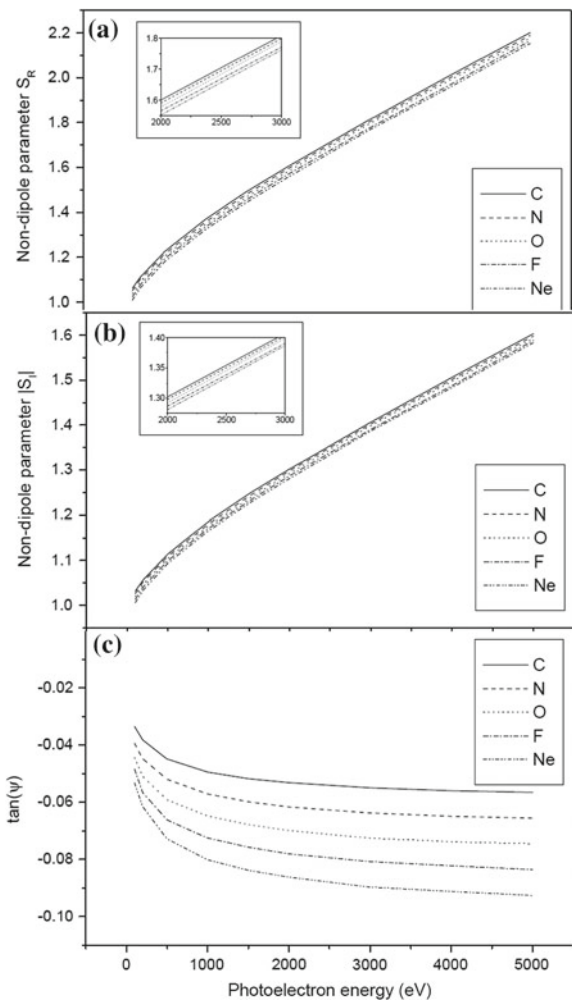 (a)
Non-dipole parameter S_R
2.2
2.0
1.8
1.6
1.4
1.2
1.0
1.8
1.7
1.6
2000 2500 3000
C
N
O
F
Ne
(b)
Non-dipole parameter |S_I|
1.6
1.5
1.4
1.3
1.2
1.1
1.0
1.40
1.35
1.30
2000 2500 3000
C
N
O
F
Ne
(c)
tan(ψ)
-0.02
-0.04
-0.06
-0.08
-0.10
C
N
O
F
Ne
0 1000 2000 3000 4000 5000
Photoelectron energy (eV)